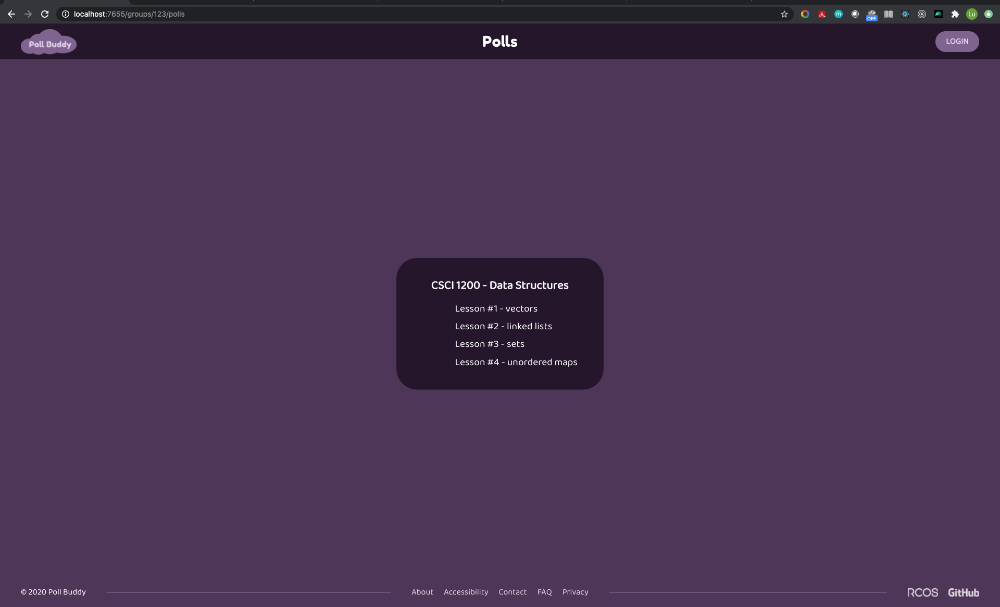 localhost:7655/groups/123/polls
m
OFF
Lu
Poll Buddy
Polls
LOGIN
CSCI 1200 - Data Structures
Lesson #1 - vectors
Lesson #2 - linked lists
Lesson #3 - sets
Lesson #4 - unordered maps
© 2020 Poll Buddy
About
Accessibility
Contact
FAQ
Privacy
RCOS
GitHub